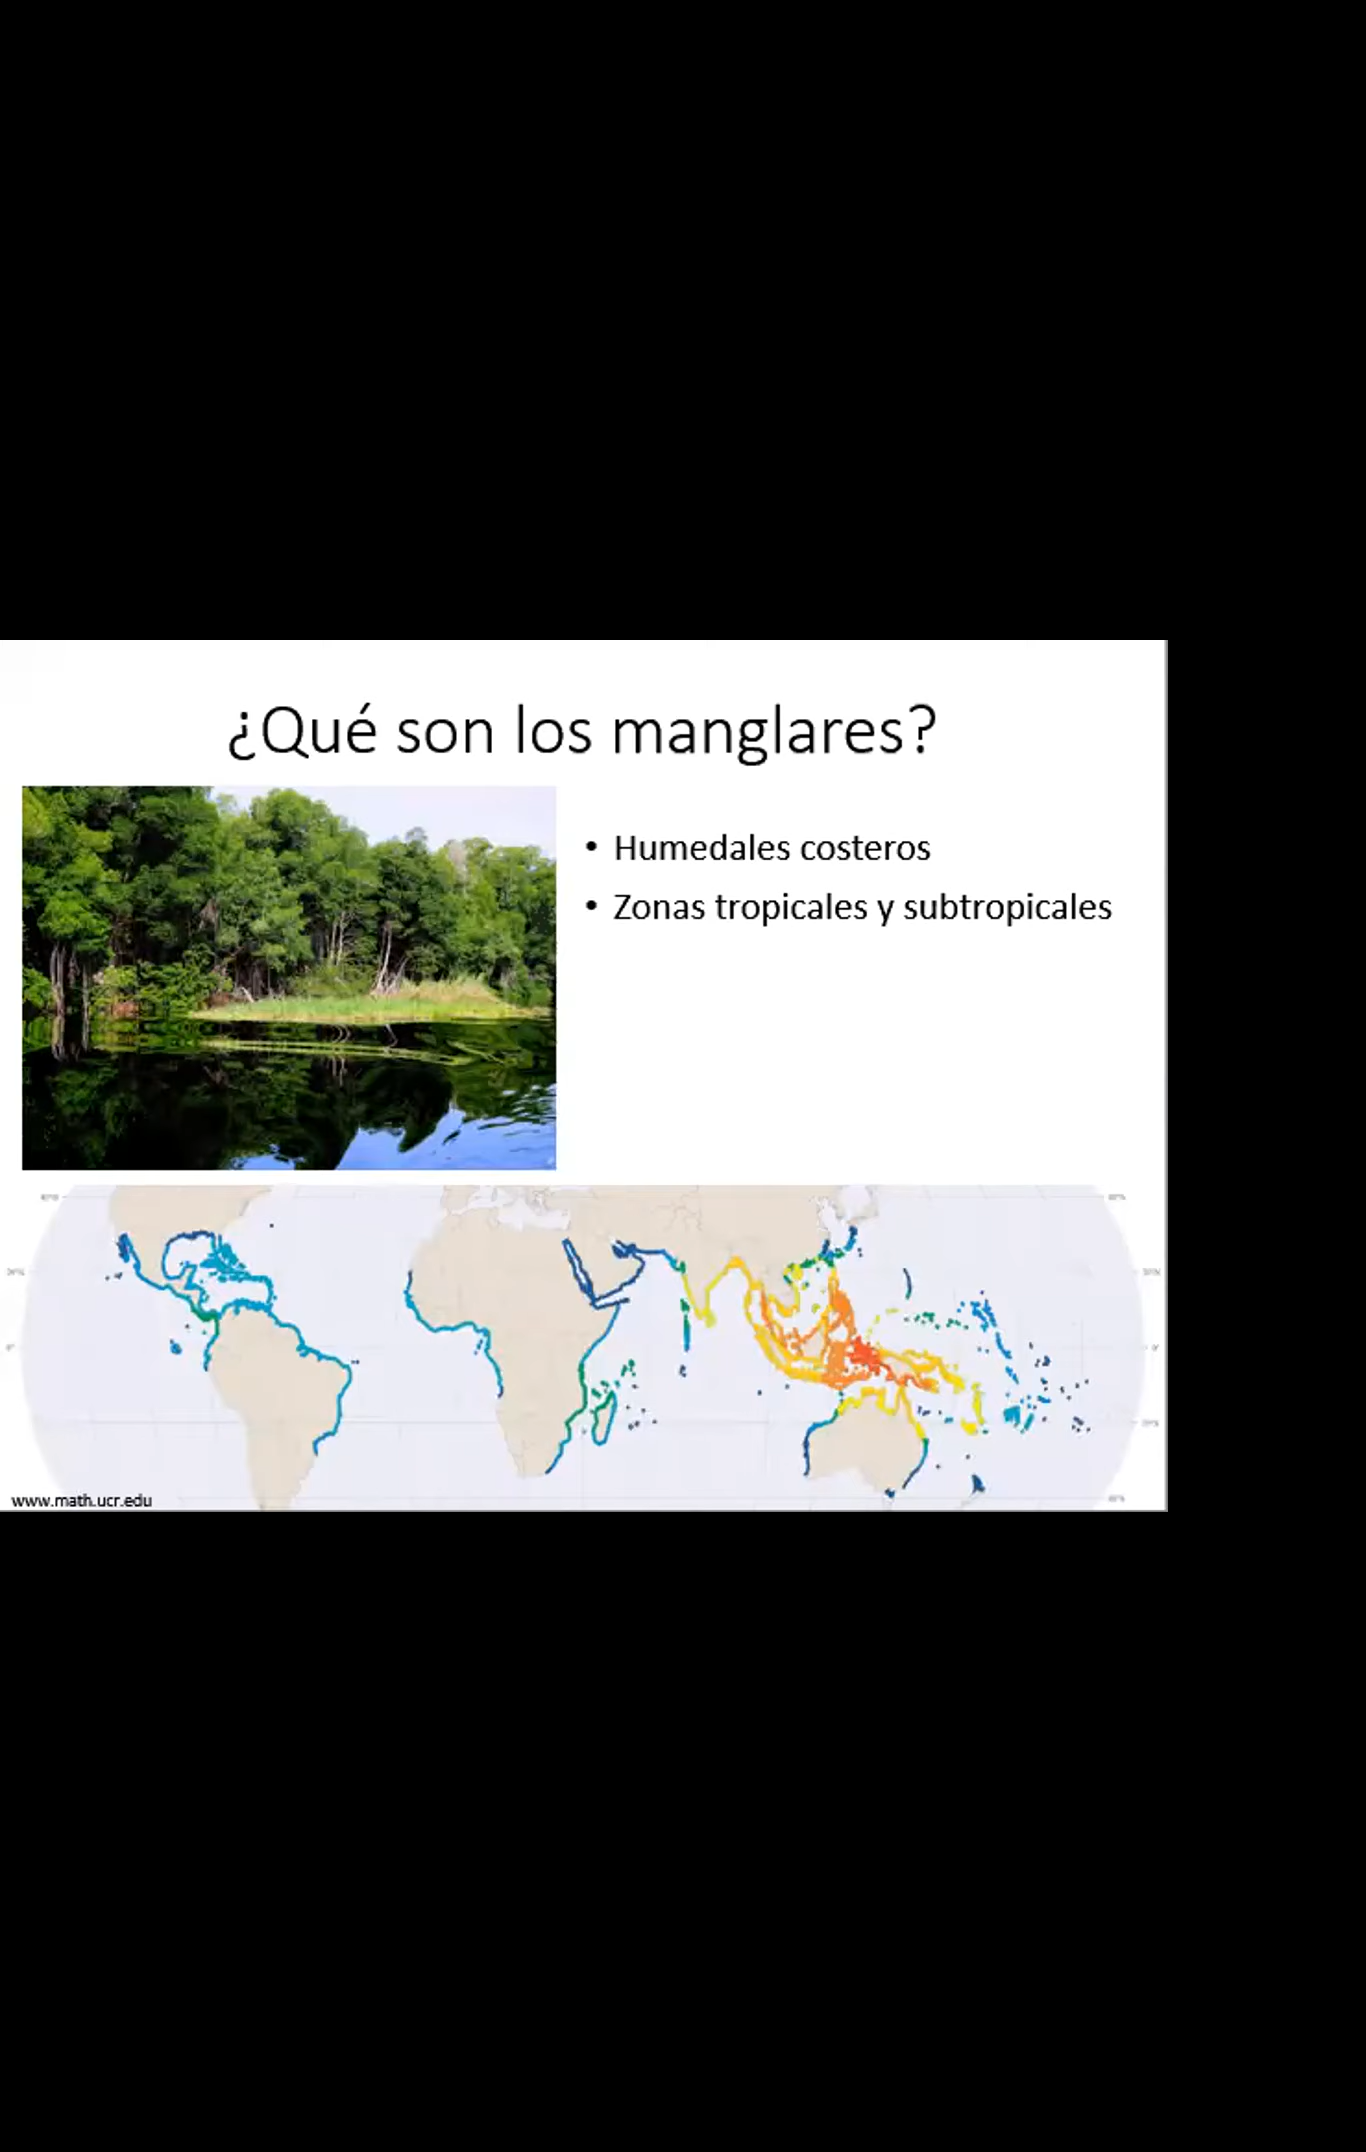 ¿Qué son los manglares?
• Humedales costeros
• Zonas tropicales y subtropicales
www.math.ucr.edu